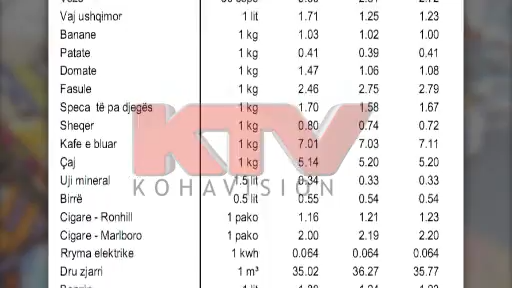 Vaj ushqimor 1 lit 1.71 1.25 1.23
Banane 1 kg 1.03 1.02 1.00
Patate 1 kg 0.41 0.39 0.41
Domate 1 kg 1.47 1.06 1.08
Fasule 1 kg 2.46 2.75 2.79
Speca të pa djegës 1 kg 1.70 1.58 1.67
Sheqer 1 kg 0.80 0.74 0.72
Kafe e bluar 1 kg 7.01 7.03 7.11
Çaj 1 kg 5.14 5.20 5.20
Uji mineral 1.5 lit 0.34 0.33 0.33
Birrë 0.5 lit 0.55 0.54 0.54
Cigare - Ronhill 1 pako 1.16 1.21 1.23
Cigare - Marlboro 1 pako 2.00 2.19 2.20
Rryma elektrike 1 kwh 0.064 0.064 0.064
Dru zjarri 1 m³ 35.02 36.27 35.77
KTV
KOHAVISION